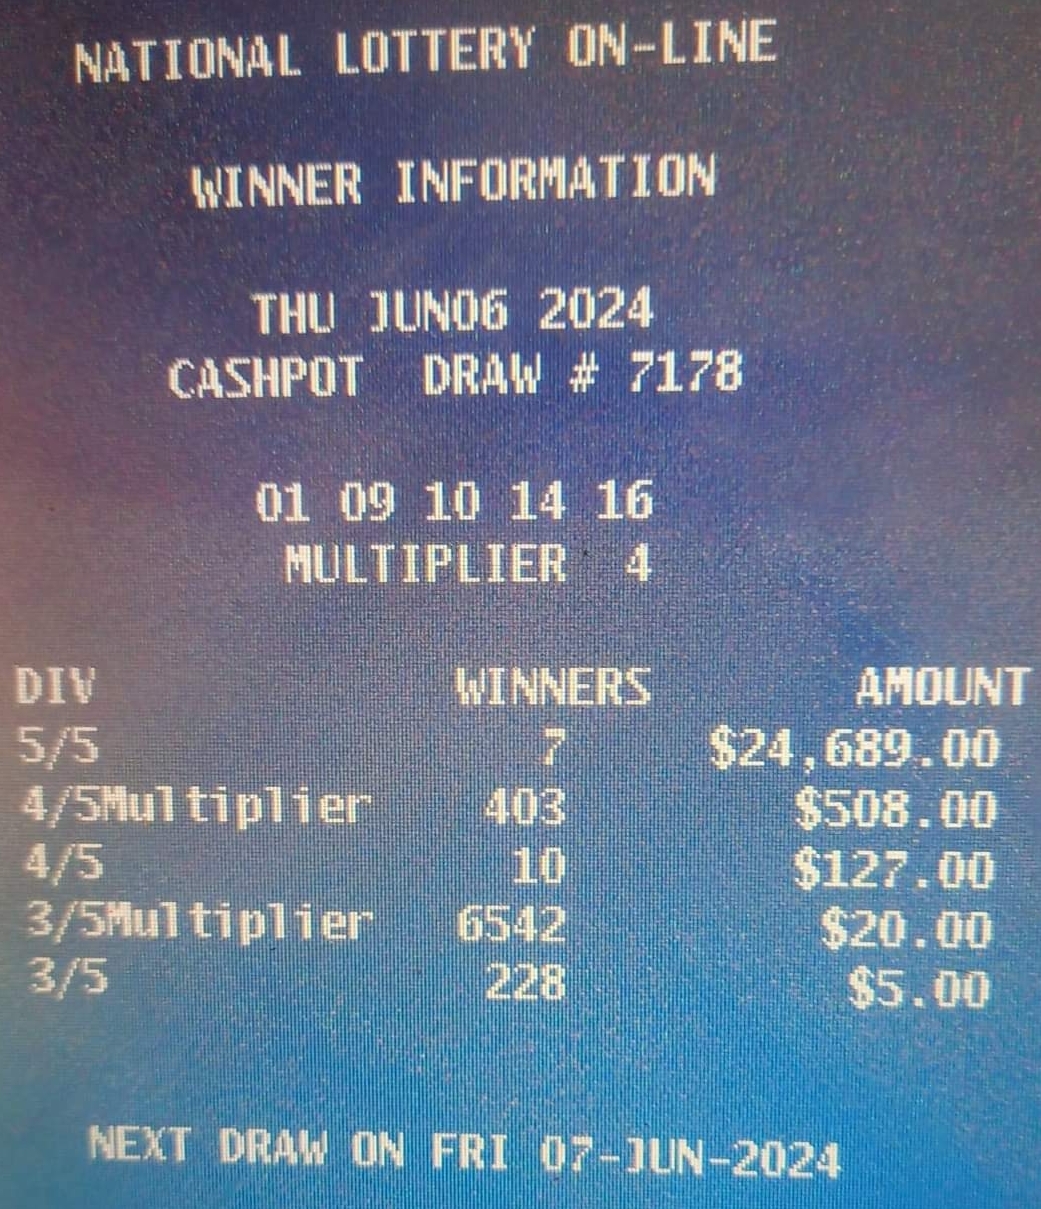 NATIONAL LOTTERY ON-LINE
WINNER INFORMATION
THU JUN06 2024
CASHPOT DRAW # 7178
01 09 10 14 16
MULTIPLIER 4
DIV WINNERS AMOUNT
5/5 7 $24,689.00
4/5Multiplier 403 $508.00
4/5 10 $127.00
3/5Multiplier 6542 $20.00
3/5 228 $5.00
NEXT DRAW ON FRI 07-JUN-2024